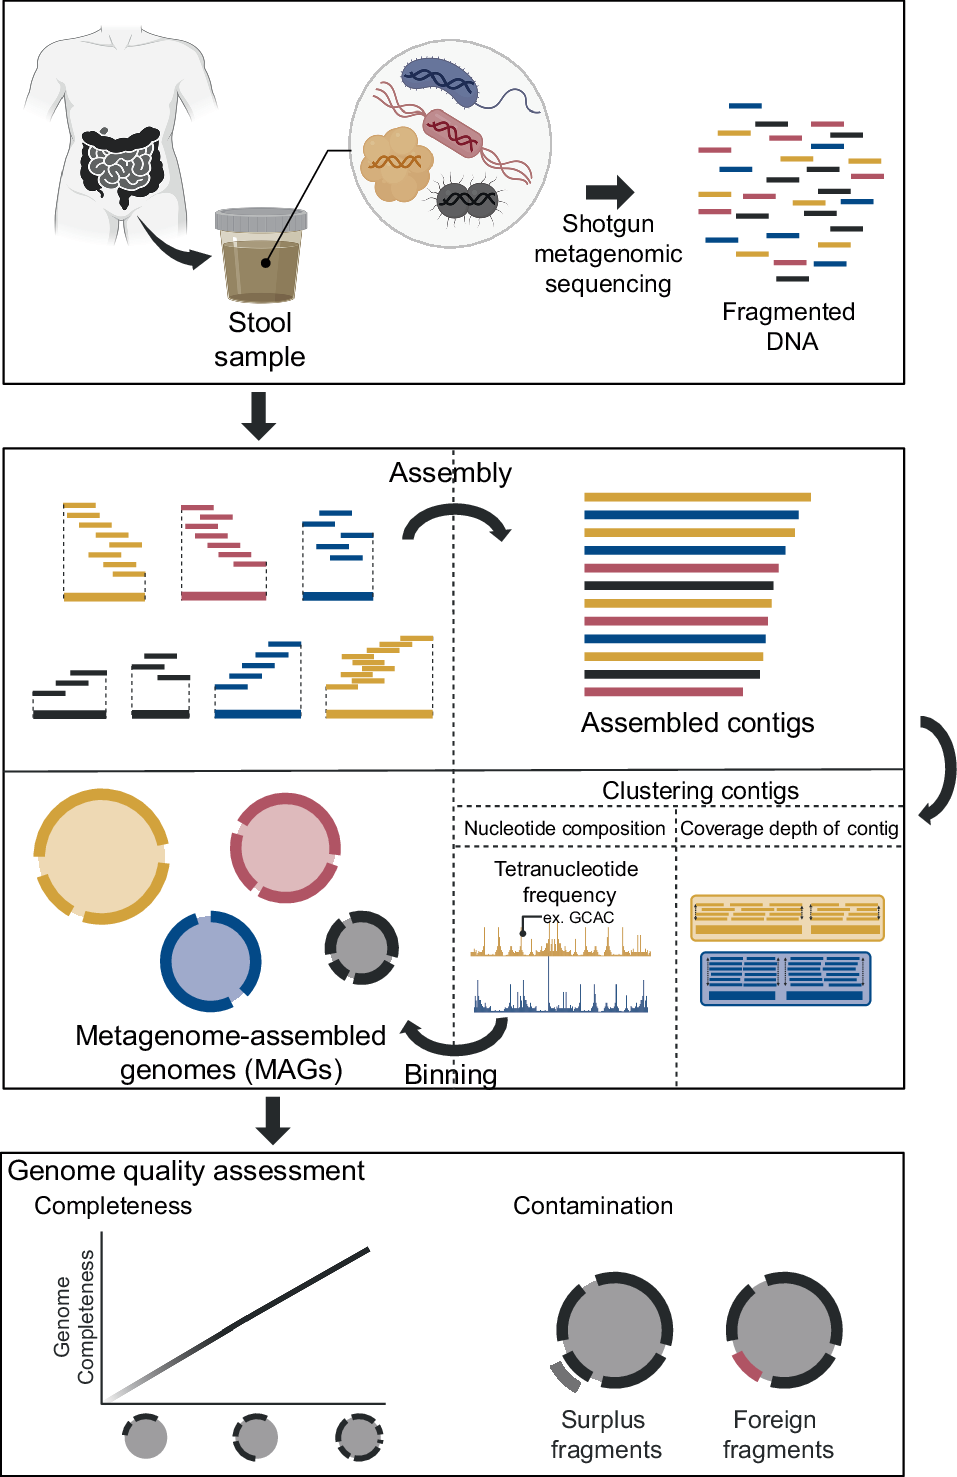 Stool
sample
Shotgun
metagenomic
sequencing
Fragmented
DNA
Assembly
Assembled contigs
Clustering contigs
Nucleotide composition
Coverage depth of contig
Tetranucleotide
frequency
ex. GCAC
Metagenome-assembled
genomes (MAGs)
Binning
Genome quality assessment
Completeness
Genome
Completeness
Contamination
Surplus
fragments
Foreign
fragments